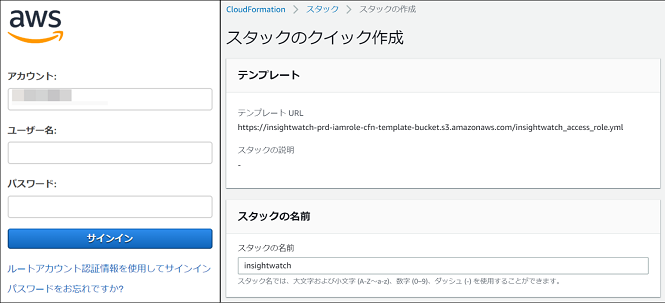 aws
アカウント:
ユーザー名:
パスワード:
サインイン
ルートアカウント認証情報を使用してサインイン
パスワードをお忘れですか?
CloudFormation > スタック > スタックの作成
スタックのクイック作成
テンプレート
テンプレート URL
https://insightwatch-prd-iamrole-cfn-template-bucket.s3.amazonaws.com/insightwatch_access_role.yml
スタックの説明
-
スタックの名前
スタックの名前
insightwatch
スタック名では、大文字および小文字 (A-Z~a-z)、数字 (0-9)、ダッシュ (-) を使用することができます。